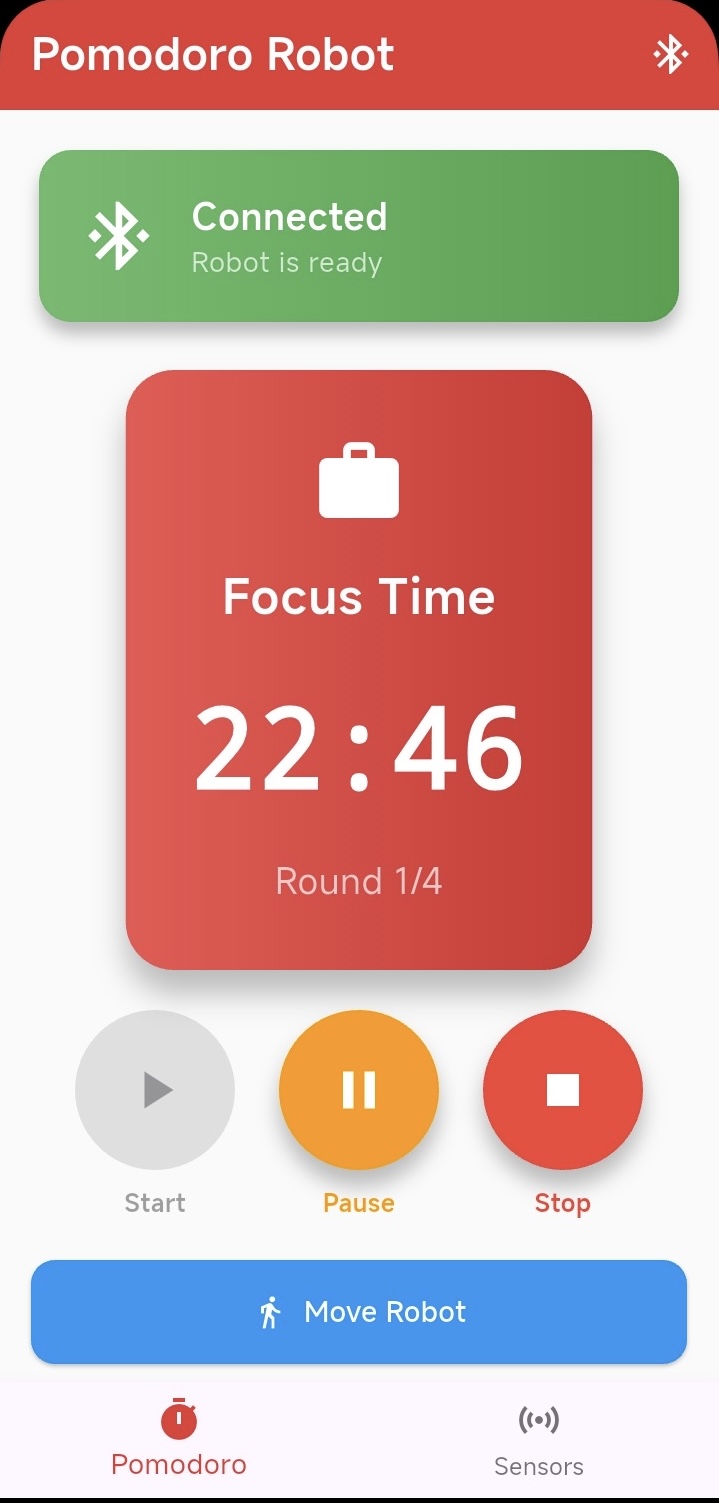 Pomodoro Robot
Connected
Robot is ready
Focus Time
22:46
Round 1/4
Start
Pause
Stop
Move Robot
Pomodoro
Sensors